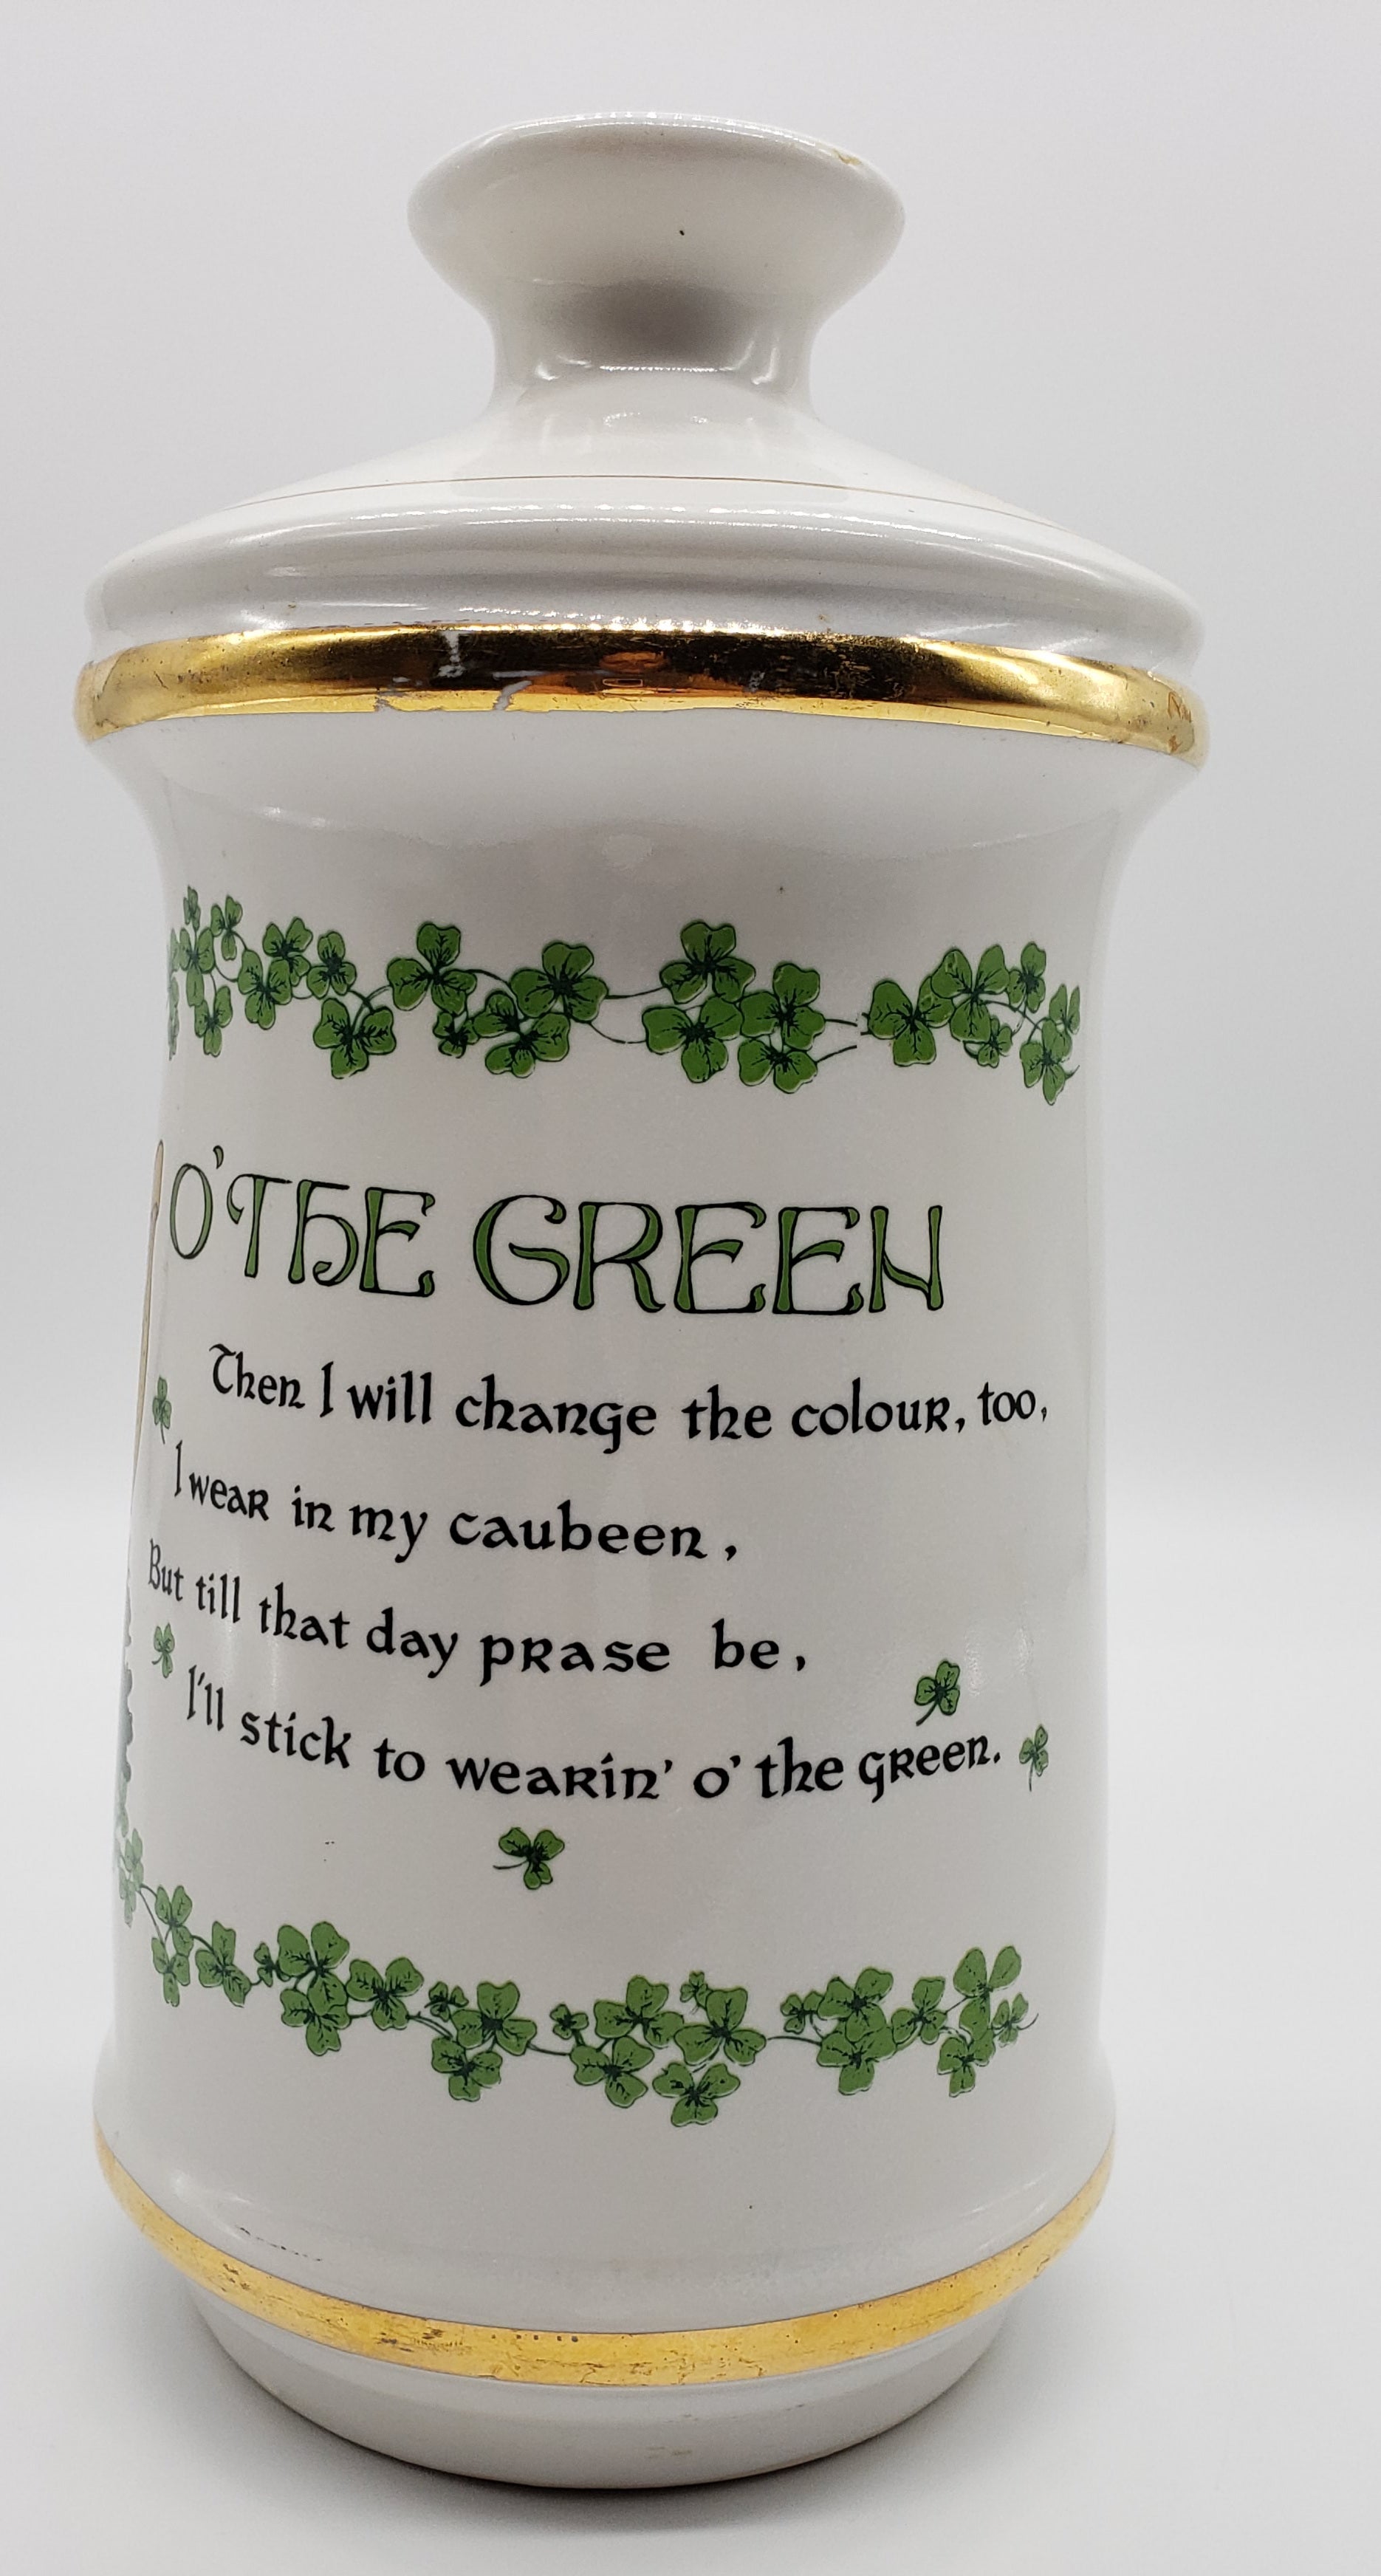 O' THE GREEN
Then I will change the colour, too,
I wear in my caubeen,
But till that day prase be,
I'll stick to wearin' o' the green.